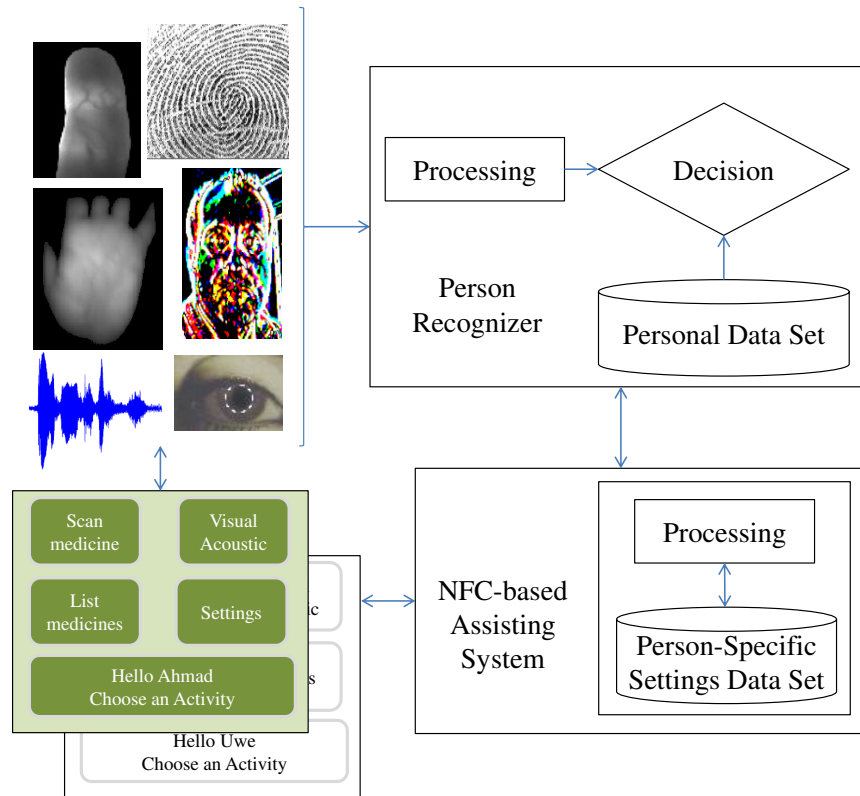 Processing
Decision
Person
Recognizer
Personal Data Set
Scan
medicine
Visual
Acoustic
List
medicines
Settings
Hello Ahmad
Choose an Activity
Hello Uwe
Choose an Activity
NFC-based
Assisting
System
Processing
Person-Specific
Settings Data Set